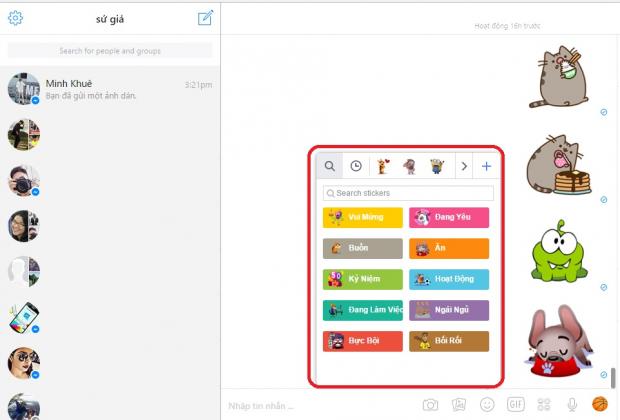 sứ giả
Search for people and groups
Minh Khuê
3:21pm
Bạn đã gửi một ảnh dán.
Hoạt động 16h trước
Search stickers
Vui Mừng
Đang Yêu
Buồn
Ăn
Kỷ Niệm
Hoạt Động
Đang Làm Việc
Ngái Ngủ
Bực Bội
Bối Rối
Nhập tin nhắn ...
GIF